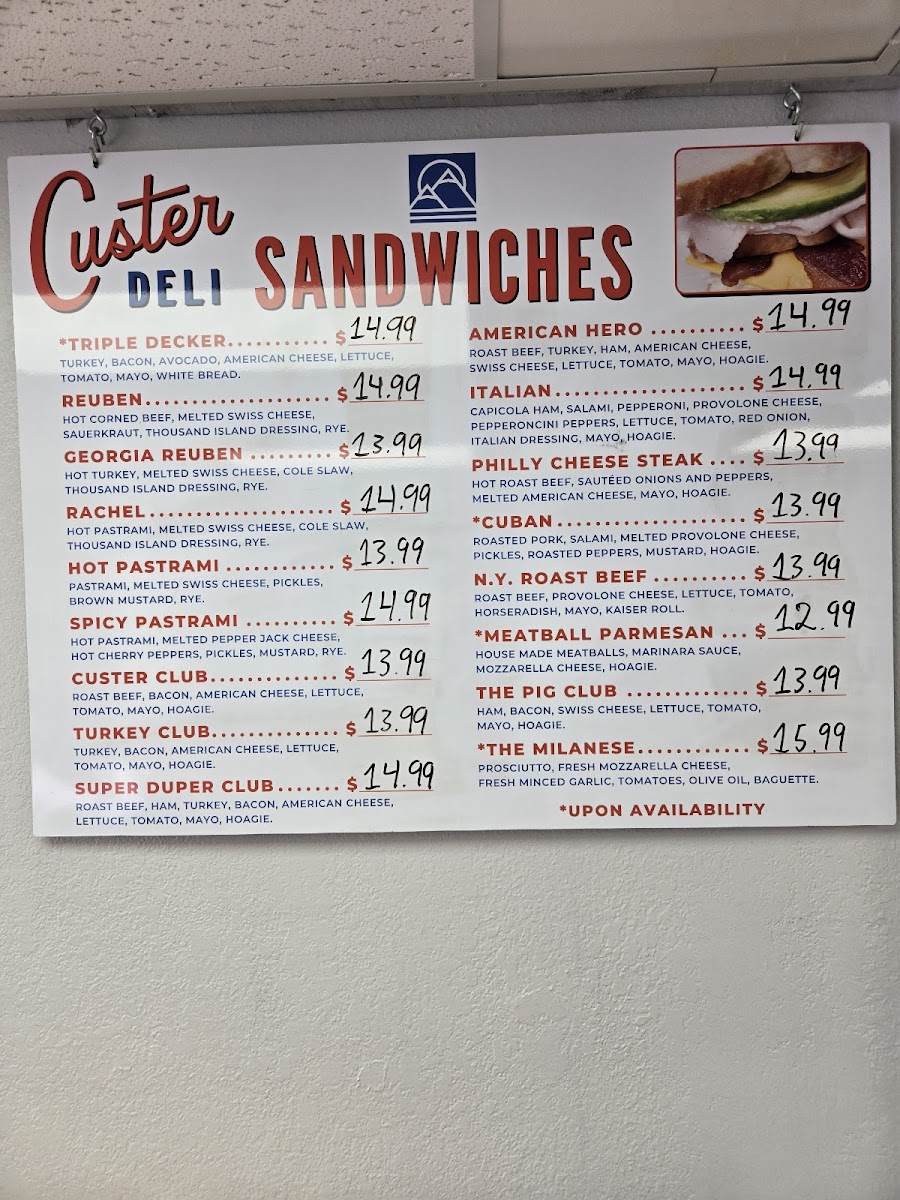 Custer
DELI
SANDWICHES
*TRIPLE DECKER........... $14.99
TURKEY, BACON, AVOCADO, AMERICAN CHEESE, LETTUCE,
TOMATO, MAYO, WHITE BREAD.
REUBEN.................... $14.99
HOT CORNED BEEF, MELTED SWISS CHEESE,
SAUERKRAUT, THOUSAND ISLAND DRESSING, RYE.
GEORGIA REUBEN ......... $13.99
HOT TURKEY, MELTED SWISS CHEESE, COLE SLAW,
THOUSAND ISLAND DRESSING, RYE.
RACHEL.................... $14.99
HOT PASTRAMI, MELTED SWISS CHEESE, COLE SLAW,
THOUSAND ISLAND DRESSING, RYE.
HOT PASTRAMI ............ $13.99
PASTRAMI, MELTED SWISS CHEESE, PICKLES,
BROWN MUSTARD, RYE.
SPICY PASTRAMI .......... $14.99
HOT PASTRAMI, MELTED PEPPER JACK CHEESE,
HOT CHERRY PEPPERS, PICKLES, MUSTARD, RYE.
CUSTER CLUB.............. $13.99
ROAST BEEF, BACON, AMERICAN CHEESE, LETTUCE,
TOMATO, MAYO, HOAGIE.
TURKEY CLUB.............. $13.99
TURKEY, BACON, AMERICAN CHEESE, LETTUCE,
TOMATO, MAYO, HOAGIE.
SUPER DUPER CLUB....... $14.99
ROAST BEEF, HAM, TURKEY, BACON, AMERICAN CHEESE,
LETTUCE, TOMATO, MAYO, HOAGIE.
AMERICAN HERO .......... $14.99
ROAST BEEF, TURKEY, HAM, AMERICAN CHEESE,
SWISS CHEESE, LETTUCE, TOMATO, MAYO, HOAGIE.
ITALIAN.................... $14.99
CAPICOLA HAM, SALAMI, PEPPERONI, PROVOLONE CHEESE,
PEPPERONCINI PEPPERS, LETTUCE, TOMATO, RED ONION,
ITALIAN DRESSING, MAYO, HOAGIE.
PHILLY CHEESE STEAK .... $13.99
HOT ROAST BEEF, SAUTÉED ONIONS AND PEPPERS,
MELTED AMERICAN CHEESE, MAYO, HOAGIE.
*CUBAN.................... $13.99
ROASTED PORK, SALAMI, MELTED PROVOLONE CHEESE,
PICKLES, ROASTED PEPPERS, MUSTARD, HOAGIE.
N.Y. ROAST BEEF .......... $13.99
ROAST BEEF, PROVOLONE CHEESE, LETTUCE, TOMATO,
HORSERADISH, MAYO, KAISER ROLL.
*MEATBALL PARMESAN ... $12.99
HOUSE MADE MEATBALLS, MARINARA SAUCE,
MOZZARELLA CHEESE, HOAGIE.
THE PIG CLUB ............. $13.99
HAM, BACON, SWISS CHEESE, LETTUCE, TOMATO,
MAYO, HOAGIE.
*THE MILANESE............ $15.99
PROSCIUTTO, FRESH MOZZARELLA CHEESE,
FRESH MINCED GARLIC, TOMATOES, OLIVE OIL, BAGUETTE.
*UPON AVAILABILITY